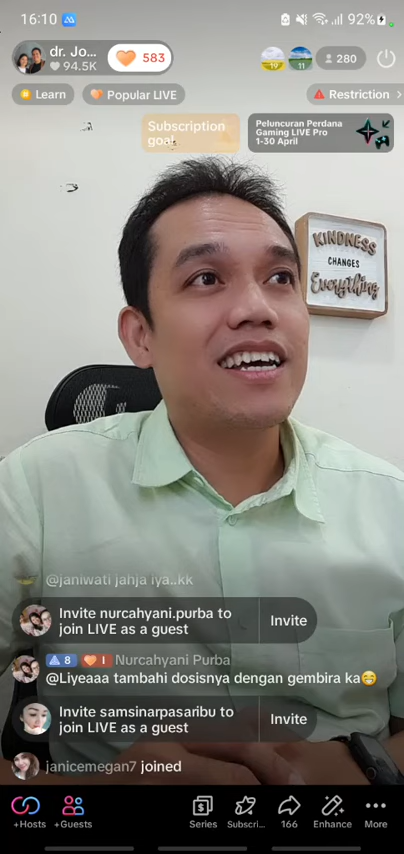 16:10
92%
dr. Jo...
94.5K
583
19
11
280
Learn
Popular LIVE
Restriction
Subscription
goal
Peluncuran Perdana
Gaming LIVE Pro
1-30 April
KINDNESS
CHANGES
Everything
@janiwati jahja iya..kk
Invite nurcahyani.purba to
join LIVE as a guest
Invite
8 1 Nurcahyani Purba
@Liyeaaa tambahi dosisnya dengan gembira ka😁
Invite samsinarpasaribu to
join LIVE as a guest
Invite
janicemegan7 joined
+Hosts
+Guests
Series
Subscri...
166
Enhance
More